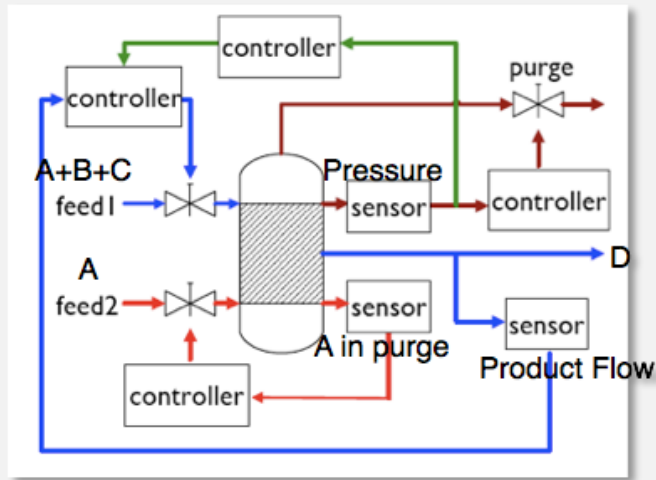 controller
purge
controller
A+B+C
Pressure
feed1
sensor
controller
D
A
feed2
sensor
sensor
A in purge
Product Flow
controller